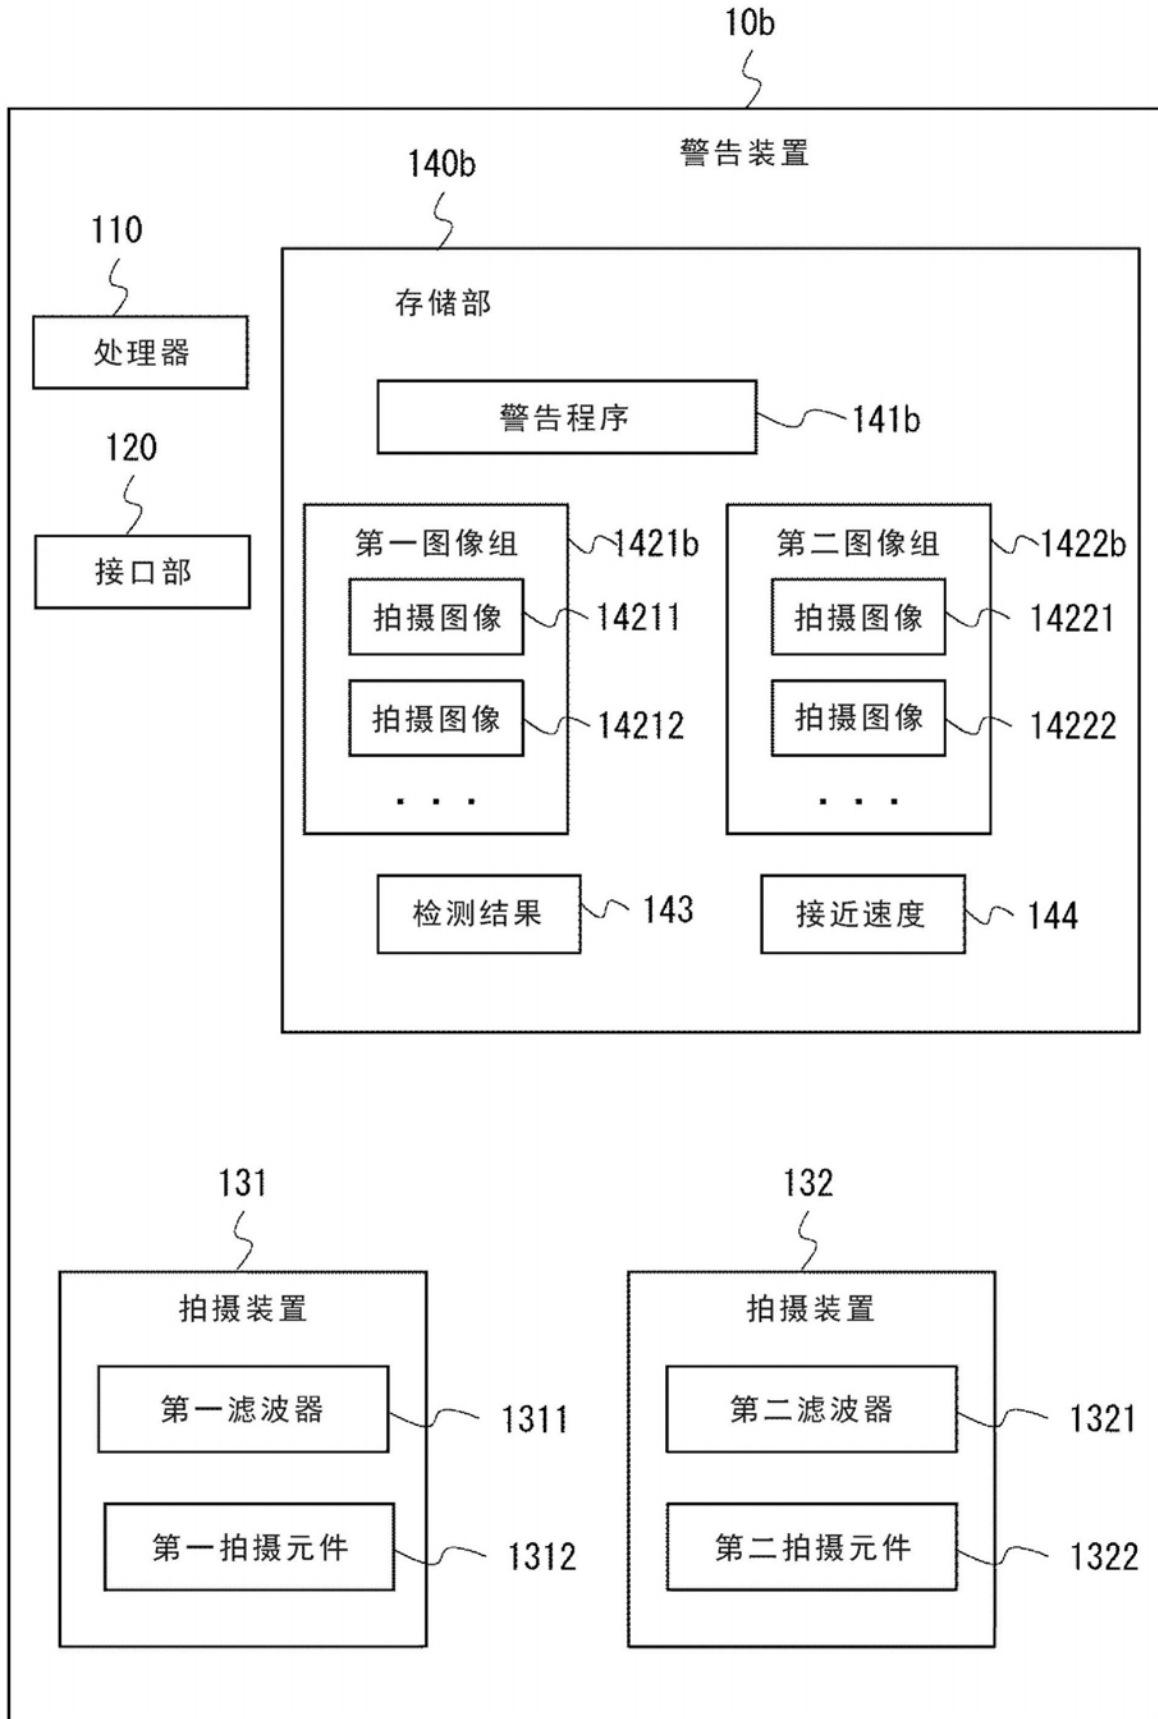 10b
警告装置
140b
110
存储部
处理器
警告程序
141b
120
第一图像组
1421b
第二图像组
1422b
接口部
拍摄图像
14211
拍摄图像
14221
拍摄图像
14212
拍摄图像
14222
. . .
. . .
检测结果
143
接近速度
144
131
132
拍摄装置
拍摄装置
第一滤波器
1311
第二滤波器
1321
第一拍摄元件
1312
第二拍摄元件
1322